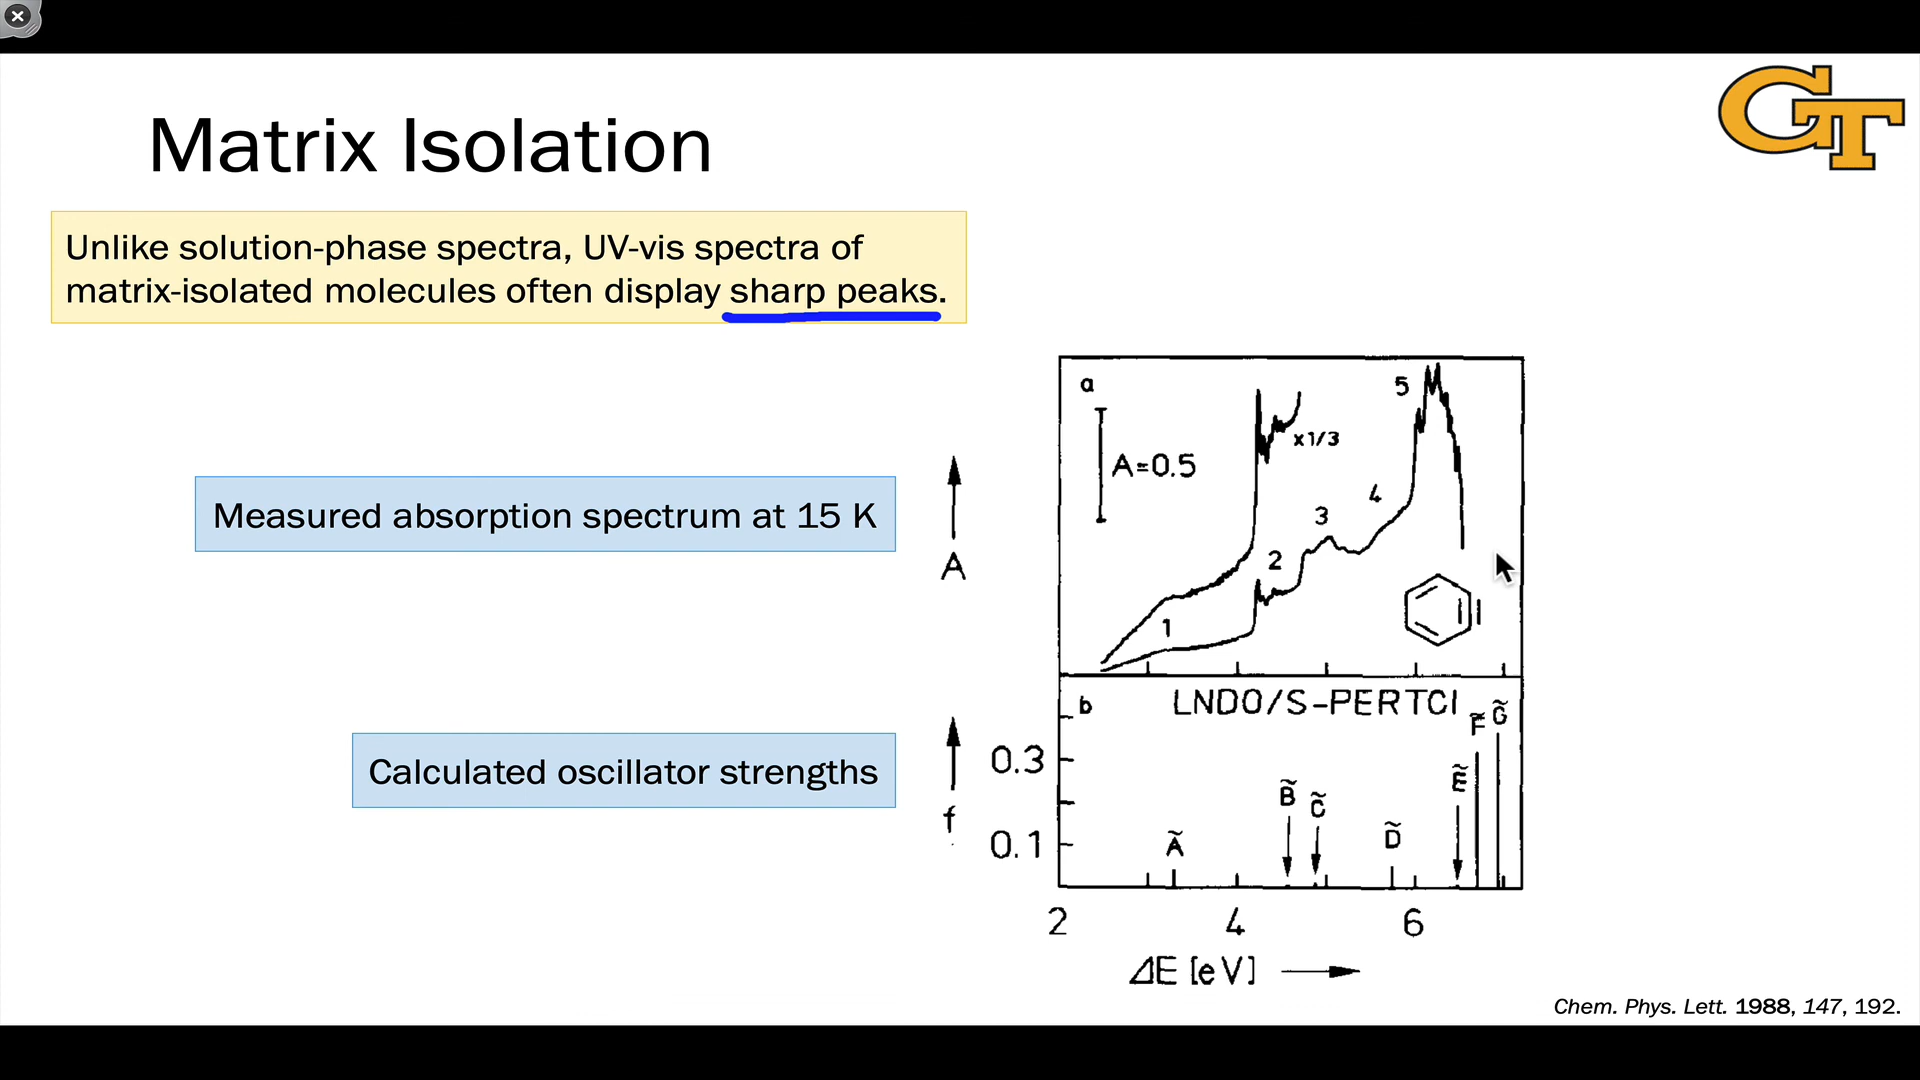 GT
Matrix Isolation
Unlike solution-phase spectra, UV-vis spectra of
matrix-isolated molecules often display sharp peaks.
a
5
x1/3
A=0.5
4
3
Measured absorption spectrum at 15 K
A
2
1
b
LNDO/S-PERTCI
F̃
G̃
0.3
Calculated oscillator strengths
Ẽ
B̃
C̃
f
0.1
Ã
D̃
2
4
6
ΔE [eV]
Chem. Phys. Lett. 1988, 147, 192.